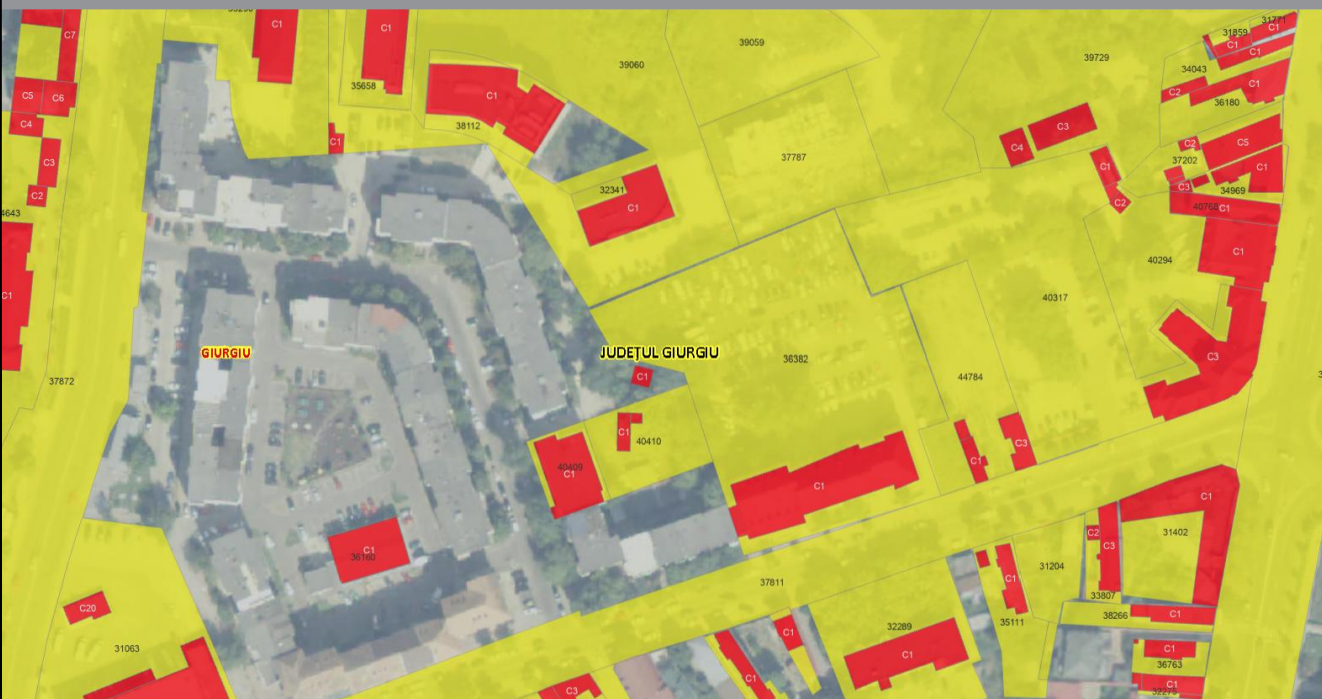 C1
C1
C7
39059
31771
C1
31859
C1
C1
39060
39729
34043
35658
C1
C5
C6
C2
C1
36180
C4
38112
C3
C1
C3
C4
C2
C5
37787
37202
C1
C1
C2
32341
C3
34969
C2
4643
C1
40768
C1
C1
40294
C1
40317
GIURGIU
JUDEȚUL GIURGIU
36382
C3
37872
C1
44784
C1
40410
C3
C1
40409
C1
C1
C1
31402
C1
36160
C2
C3
31204
C1
37811
33807
C20
38266
C1
35111
32289
C1
31063
C1
C1
36763
C1
C3
C1
32275